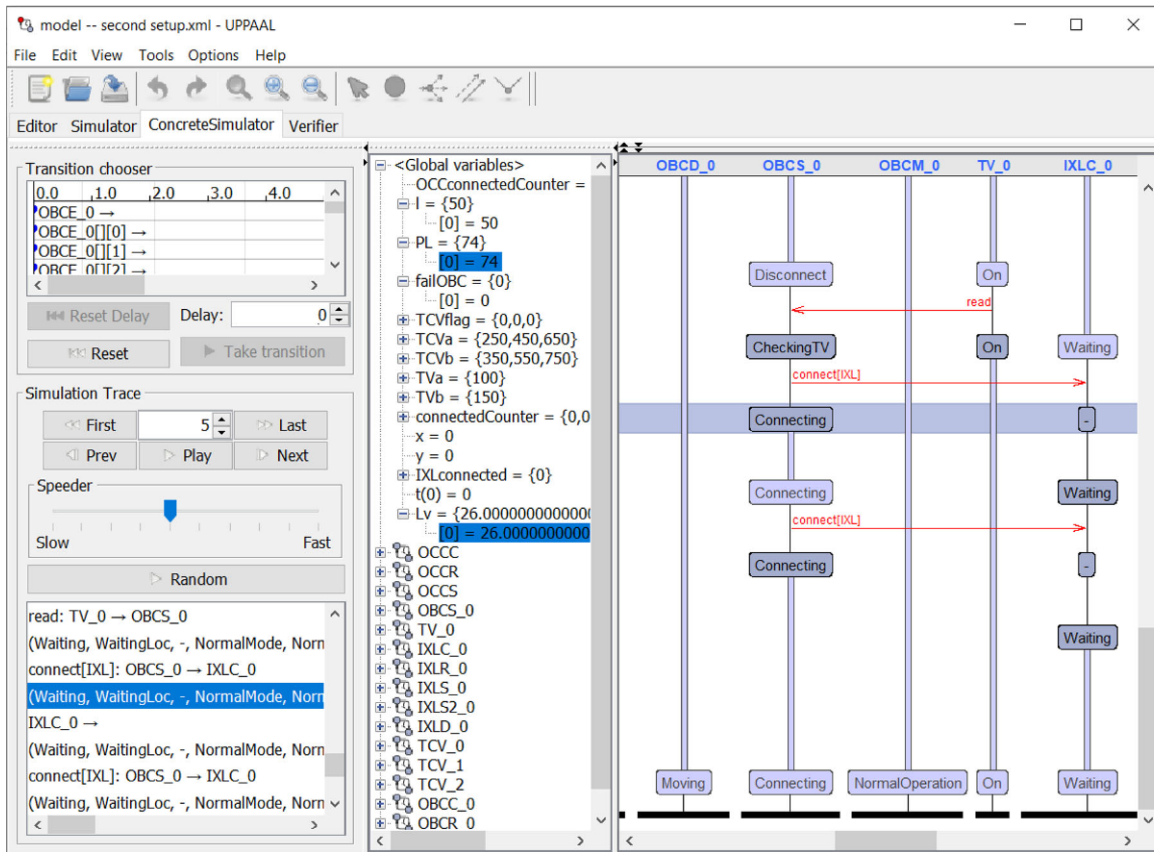 model -- second setup.xml - UPPAAL
File Edit View Tools Options Help
Editor Simulator ConcreteSimulator Verifier
Transition chooser
0.0 1.0 2.0 3.0 4.0
OBCE_0 →
OBCE_0[][0] →
OBCE_0[][1] →
OBCE_0[][2] →
Reset Delay Delay: 0
Reset Take transition
Simulation Trace
First 5 Last
Prev Play Next
Speeder
Slow Fast
Random
read: TV_0 → OBCS_0
(Waiting, WaitingLoc, -, NormalMode, Norn
connect[IXL]: OBCS_0 → IXLC_0
(Waiting, WaitingLoc, -, NormalMode, Norn
IXLC_0 →
(Waiting, WaitingLoc, -, NormalMode, Norn
connect[IXL]: OBCS_0 → IXLC_0
(Waiting, WaitingLoc, -, NormalMode, Norn
<Global variables>
OCCconnectedCounter =
l = {50}
[0] = 50
PL = {74}
[0] = 74
failOBC = {0}
[0] = 0
TCVflag = {0,0,0}
TCVa = {250,450,650}
TCVb = {350,550,750}
TVa = {100}
TVb = {150}
connectedCounter = {0,0
x = 0
y = 0
IXLconnected = {0}
t(0) = 0
Lv = {26.0000000000000
[0] = 26.0000000000
OCCC
OCCR
OCCS
OBCS_0
TV_0
IXLC_0
IXLR_0
IXLS_0
IXLS2_0
IXLD_0
TCV_0
TCV_1
TCV_2
OBCC_0
OBCR_0
OBCD_0 OBCS_0 OBCM_0 TV_0 IXLC_0
Disconnect On
read
CheckingTV On Waiting
connect[IXL]
Connecting -
Connecting Waiting
connect[IXL]
Connecting -
Waiting
Moving Connecting NormalOperation On Waiting